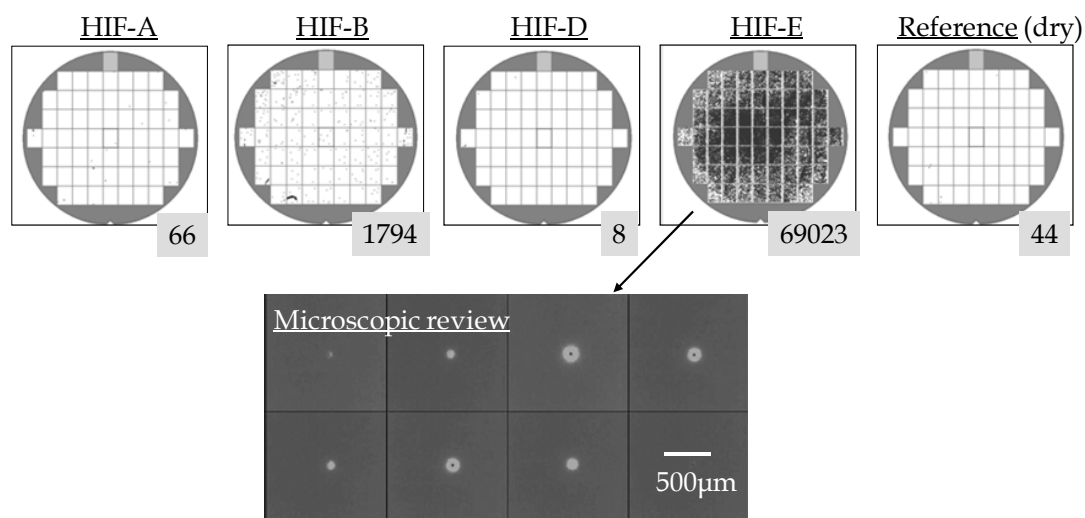 HIF-A
HIF-B
HIF-D
HIF-E
Reference (dry)
66
1794
8
69023
44
Microscopic review
500μm